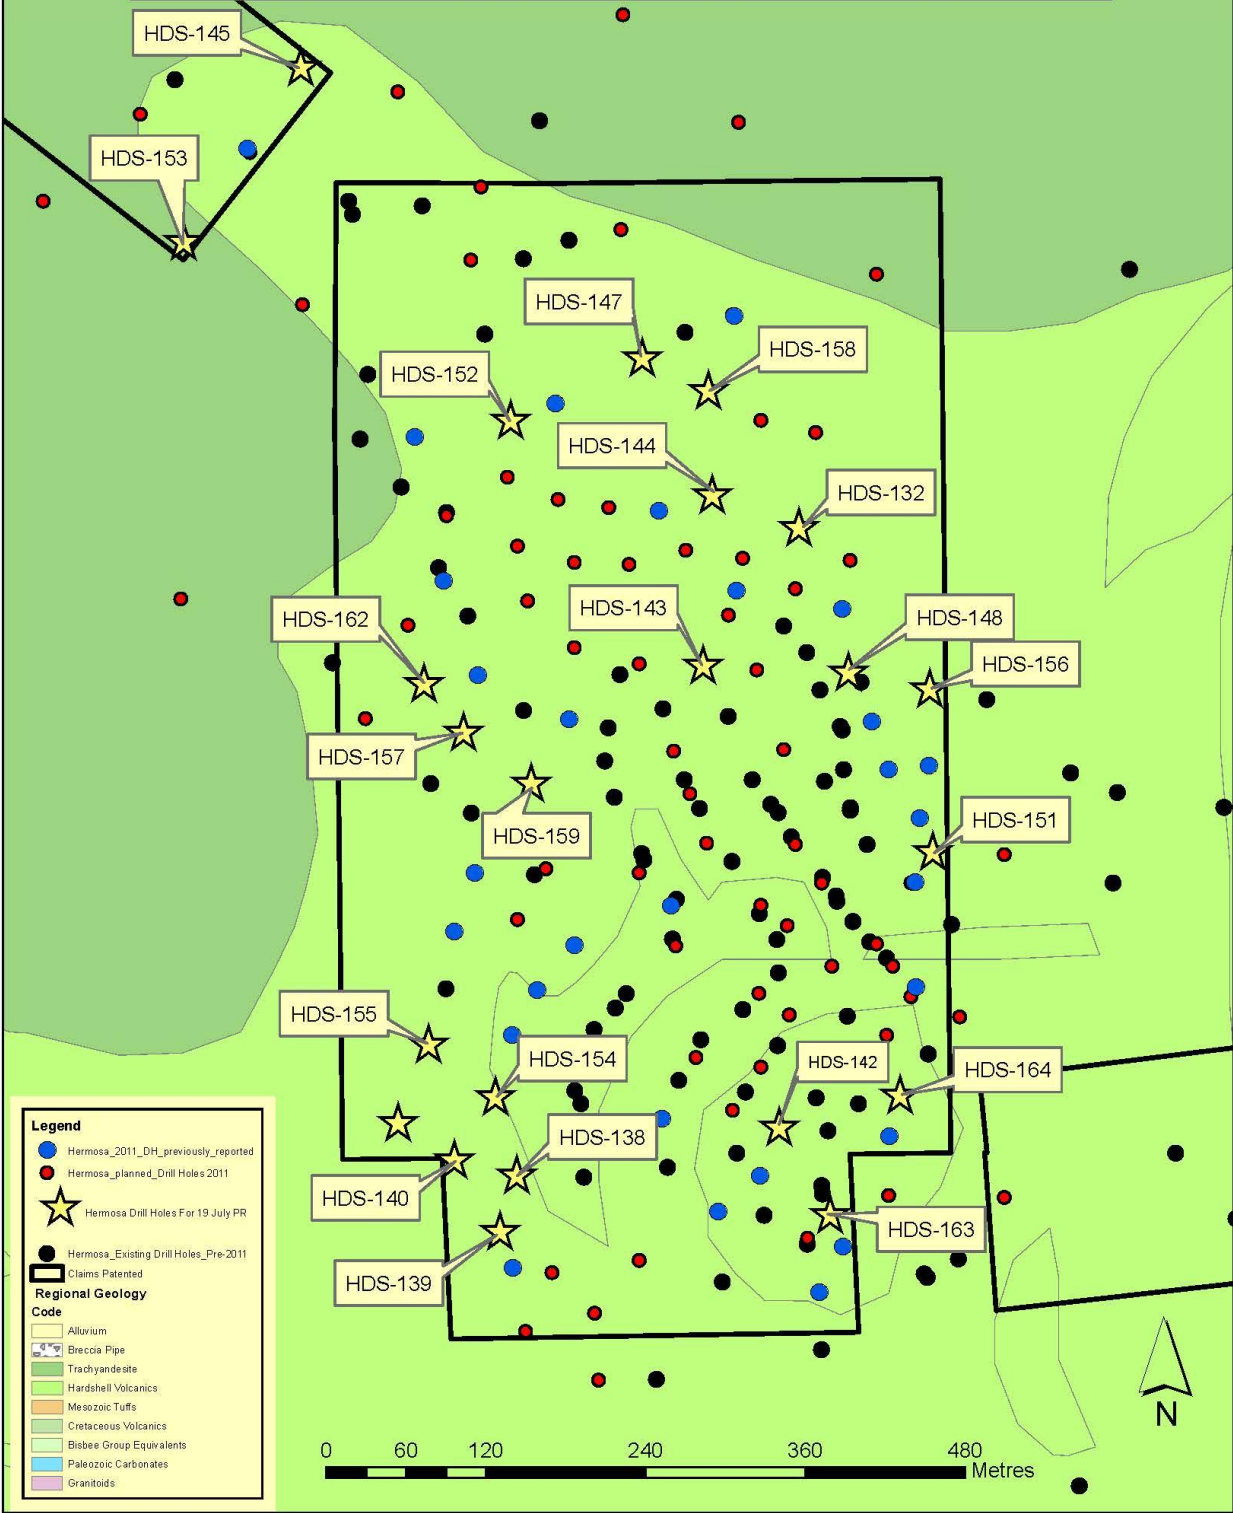 HDS-145
HDS-153
HDS-147
HDS-158
HDS-152
HDS-144
HDS-132
HDS-143
HDS-162
HDS-148
HDS-156
HDS-157
HDS-151
HDS-159
HDS-155
HDS-154
HDS-142
HDS-164
HDS-138
HDS-140
HDS-163
HDS-139
Legend
Hermosa_2011_DH_previously_reported
Hermosa_planned_Drill Holes 2011
Hermosa Drill Holes For 19 July PR
Hermosa_Existing Drill Holes_Pre-2011
Claims Patented
Regional Geology
Code
Alluvium
Breccia Pipe
Trachyandesite
Hardshell Volcanics
Mesozoic Tuffs
Cretaceous Volcanics
Bisbee Group Equivalents
Paleozoic Carbonates
Granitoids
N
0 60 120 240 360 480
Metres